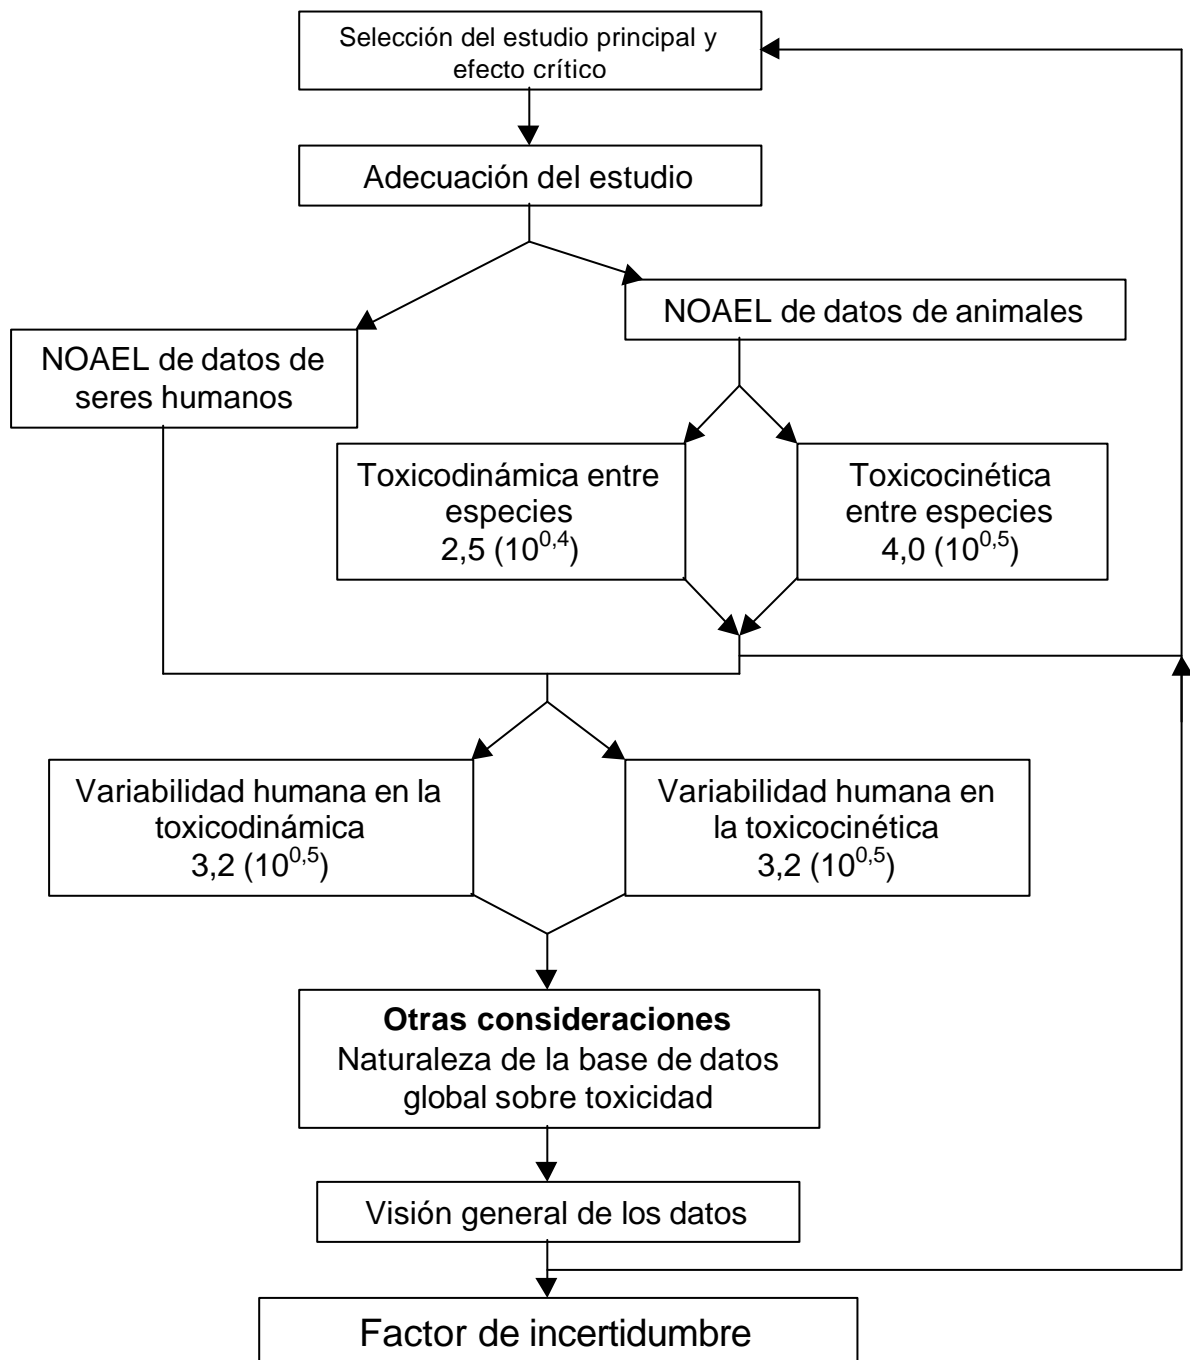 Selección del estudio principal y
efecto crítico
Adecuación del estudio
NOAEL de datos de animales
NOAEL de datos de
seres humanos
Toxicodinámica entre
especies
2,5 (10^0,4)
Toxicocinética
entre especies
4,0 (10^0,5)
Variabilidad humana en la
toxicodinámica
3,2 (10^0,5)
Variabilidad humana en
la toxicocinética
3,2 (10^0,5)
Otras consideraciones
Naturaleza de la base de datos
global sobre toxicidad
Visión general de los datos
Factor de incertidumbre